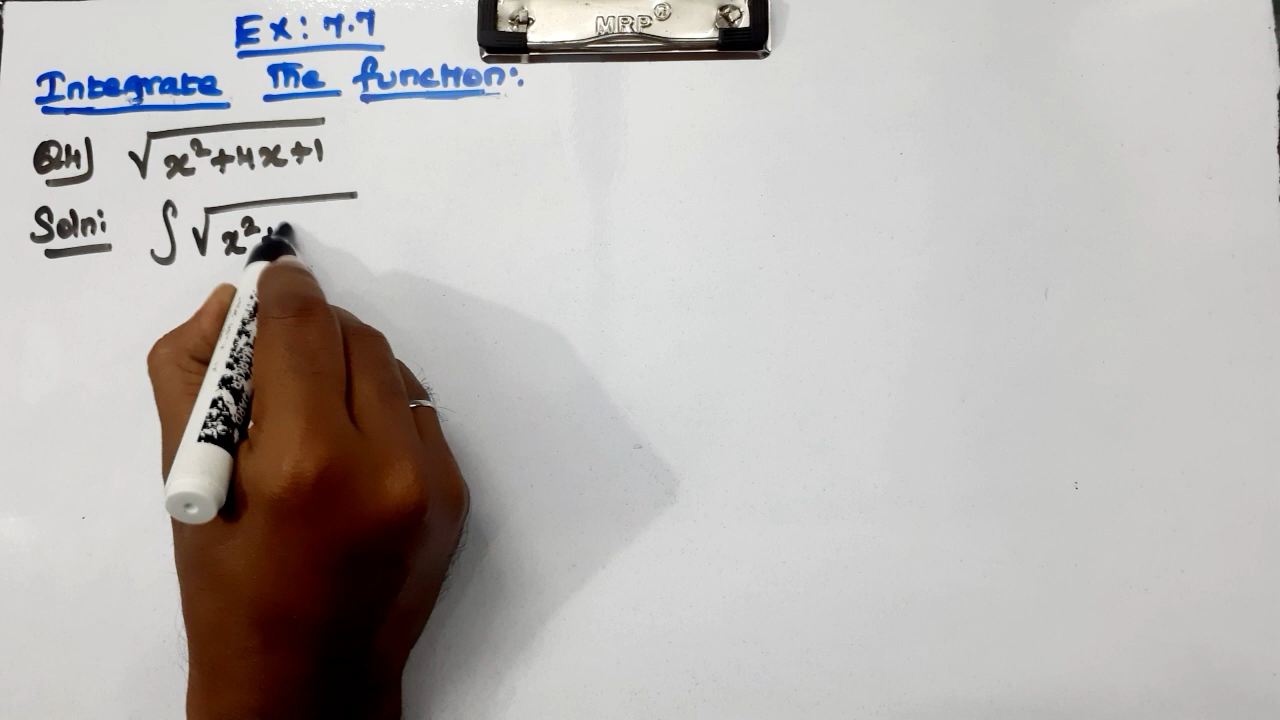 MRP®
Ex: 7.7
Integrate The function:
Q4) √x²+4x+1
Soln: ∫√x²+